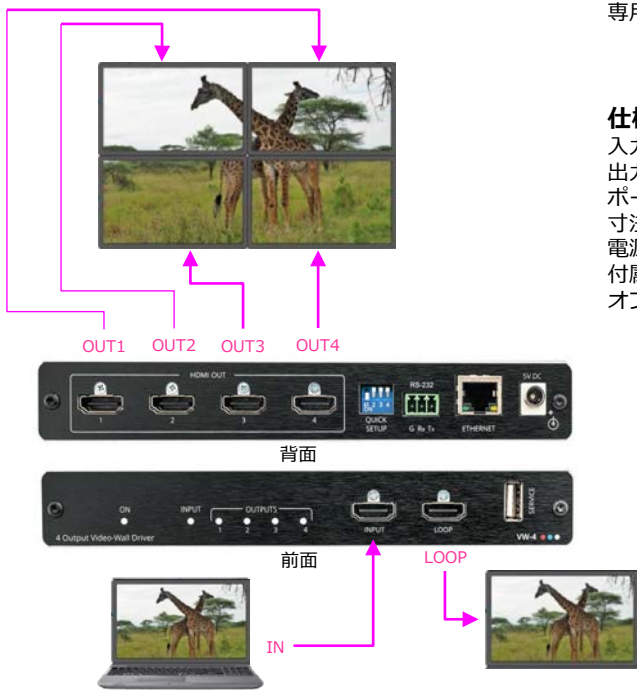 専用
仕様
入力
出力
ポー
寸法
電源
付属
オプ
OUT1 OUT2 OUT3 OUT4
HDMI OUT
1 2 3 4
QUICK
SETUP
RS-232
G Rx Tx
ETHERNET
5V DC
背面
ON
INPUT
OUTPUTS
1 2 3 4
INPUT
LOOP
SERVICE
4 Output Video-Wall Driver
VW-4
前面
LOOP
IN